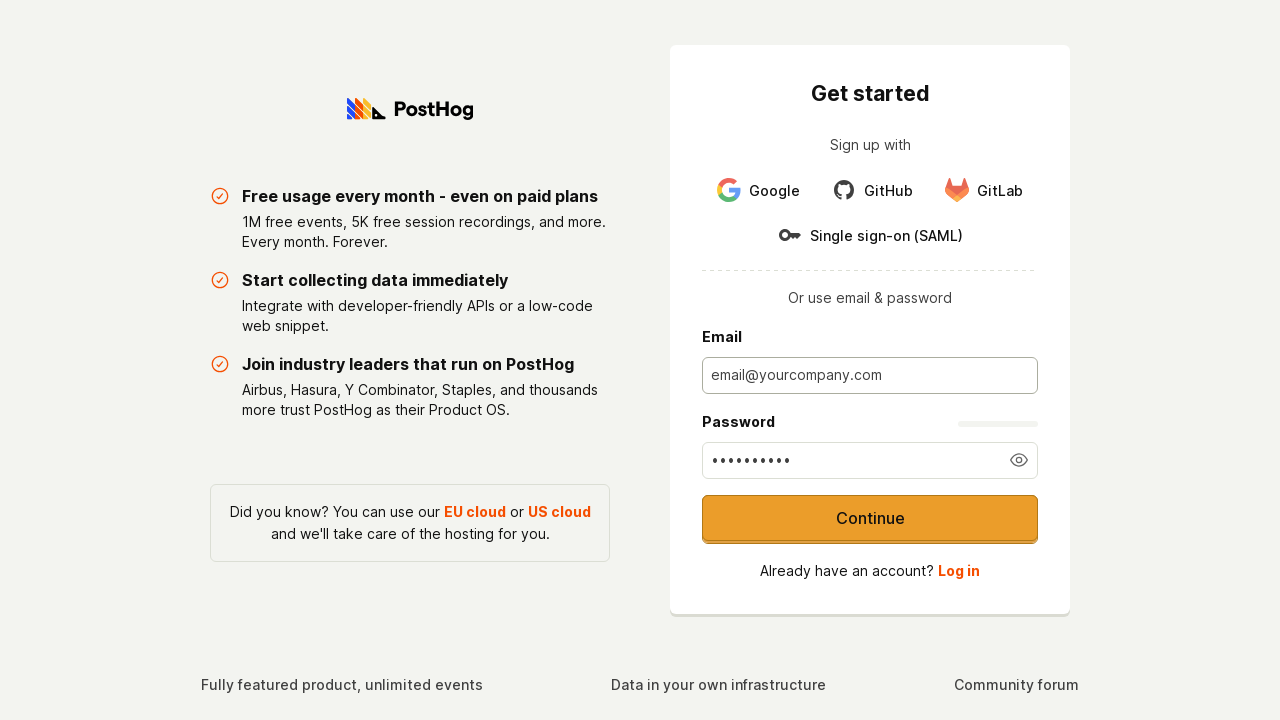 PostHog
Free usage every month - even on paid plans
1M free events, 5K free session recordings, and more.
Every month. Forever.
Start collecting data immediately
Integrate with developer-friendly APIs or a low-code
web snippet.
Join industry leaders that run on PostHog
Airbus, Hasura, Y Combinator, Staples, and thousands
more trust PostHog as their Product OS.
Did you know? You can use our EU cloud or US cloud
and we'll take care of the hosting for you.
Get started
Sign up with
Google GitHub GitLab
Single sign-on (SAML)
Or use email & password
Email
email@yourcompany.com
Password
••••••••••
Continue
Already have an account? Log in
Fully featured product, unlimited events Data in your own infrastructure Community forum